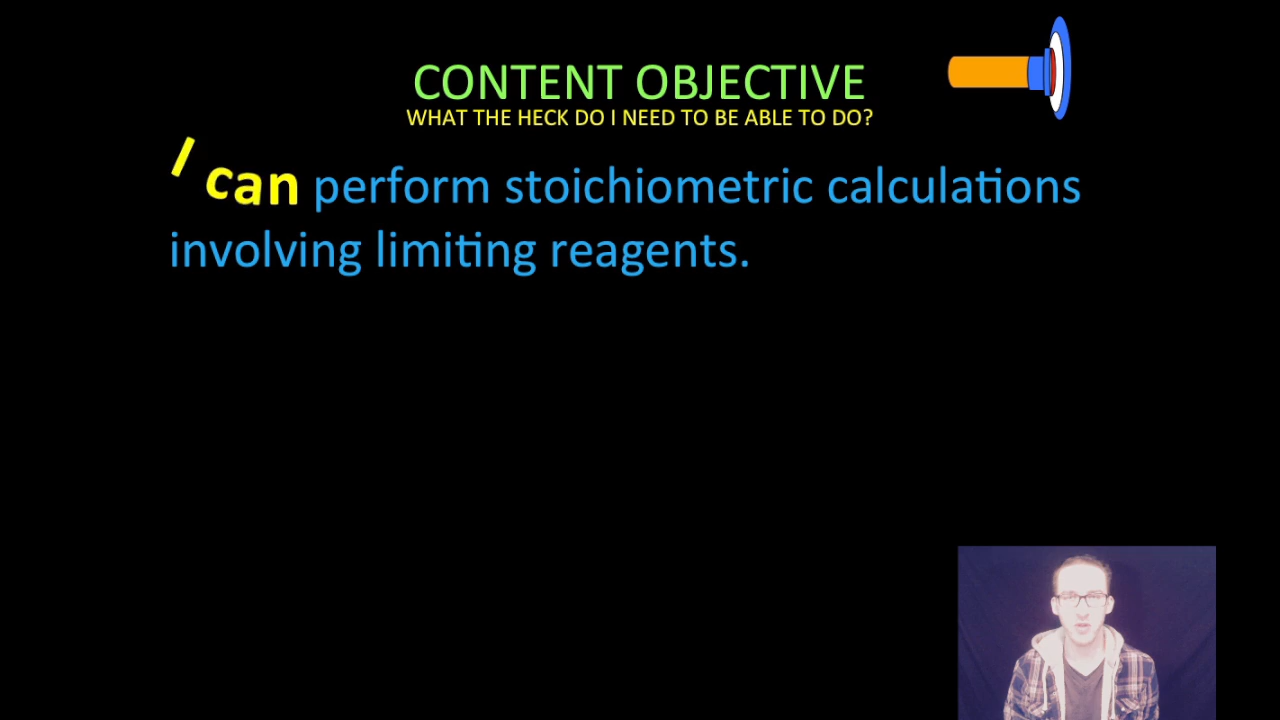 CONTENT OBJECTIVE
WHAT THE HECK DO I NEED TO BE ABLE TO DO?
I can perform stoichiometric calculations
involving limiting reagents.